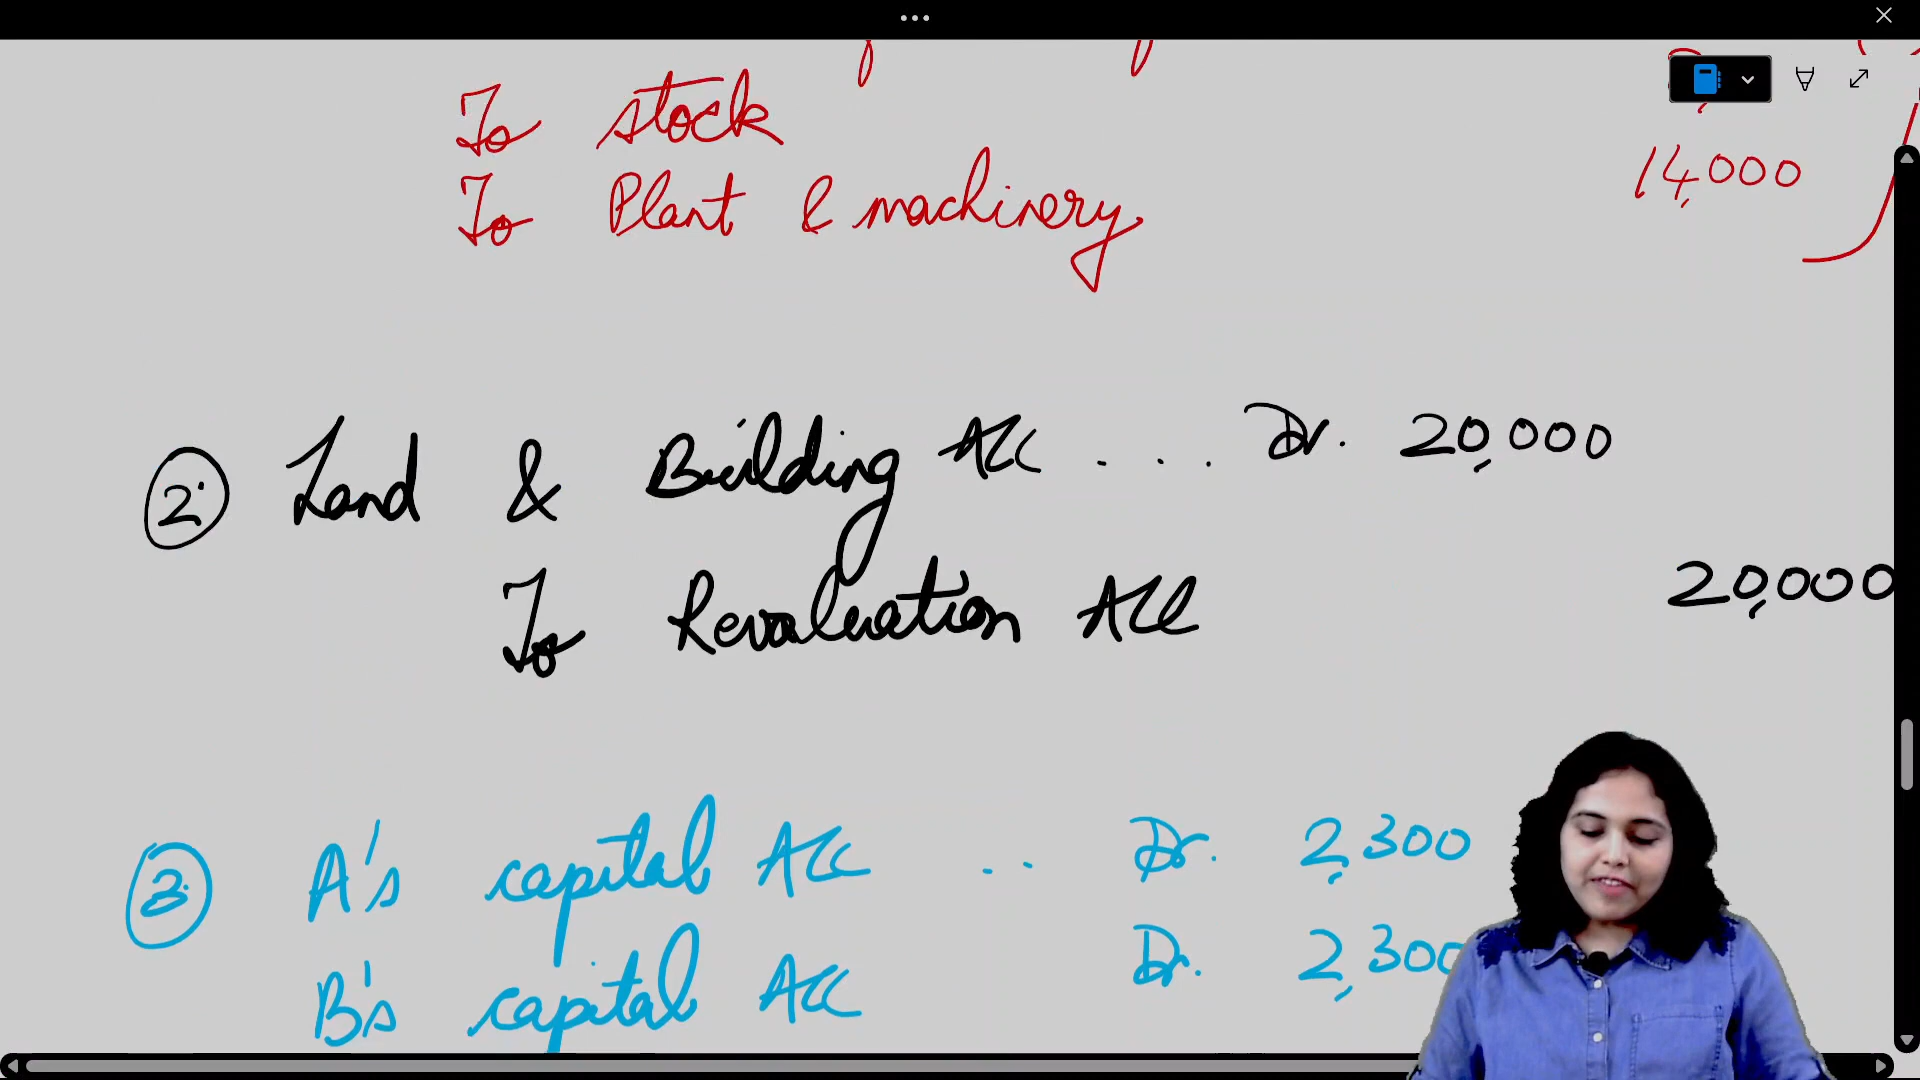 To stock
To Plant & machinery 14,000
2. Land & Building A/c ... Dr. 20,000
To Revaluation A/c 20,000
3. A's capital A/c .. Dr. 2,300
B's capital A/c Dr. 2,300